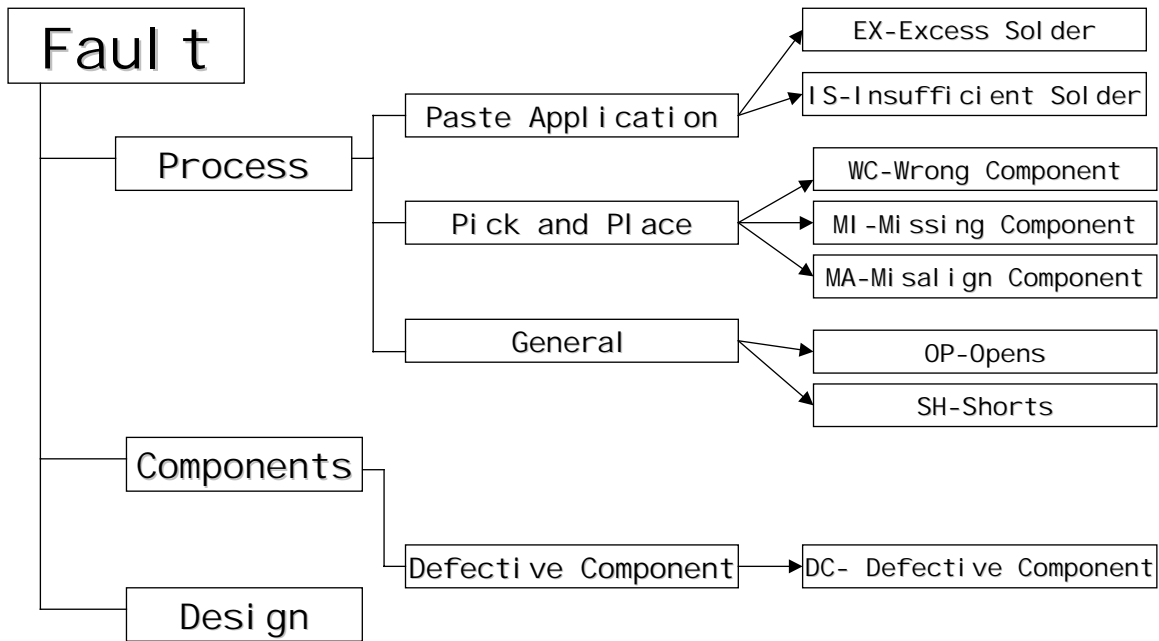 Fault
EX-Excess Solder
IS-Insufficient Solder
Paste Application
Process
WC-Wrong Component
Pick and Place
MI-Missing Component
MA-Misalign Component
General
OP-Opens
SH-Shorts
Components
Defective Component
DC- Defective Component
Design